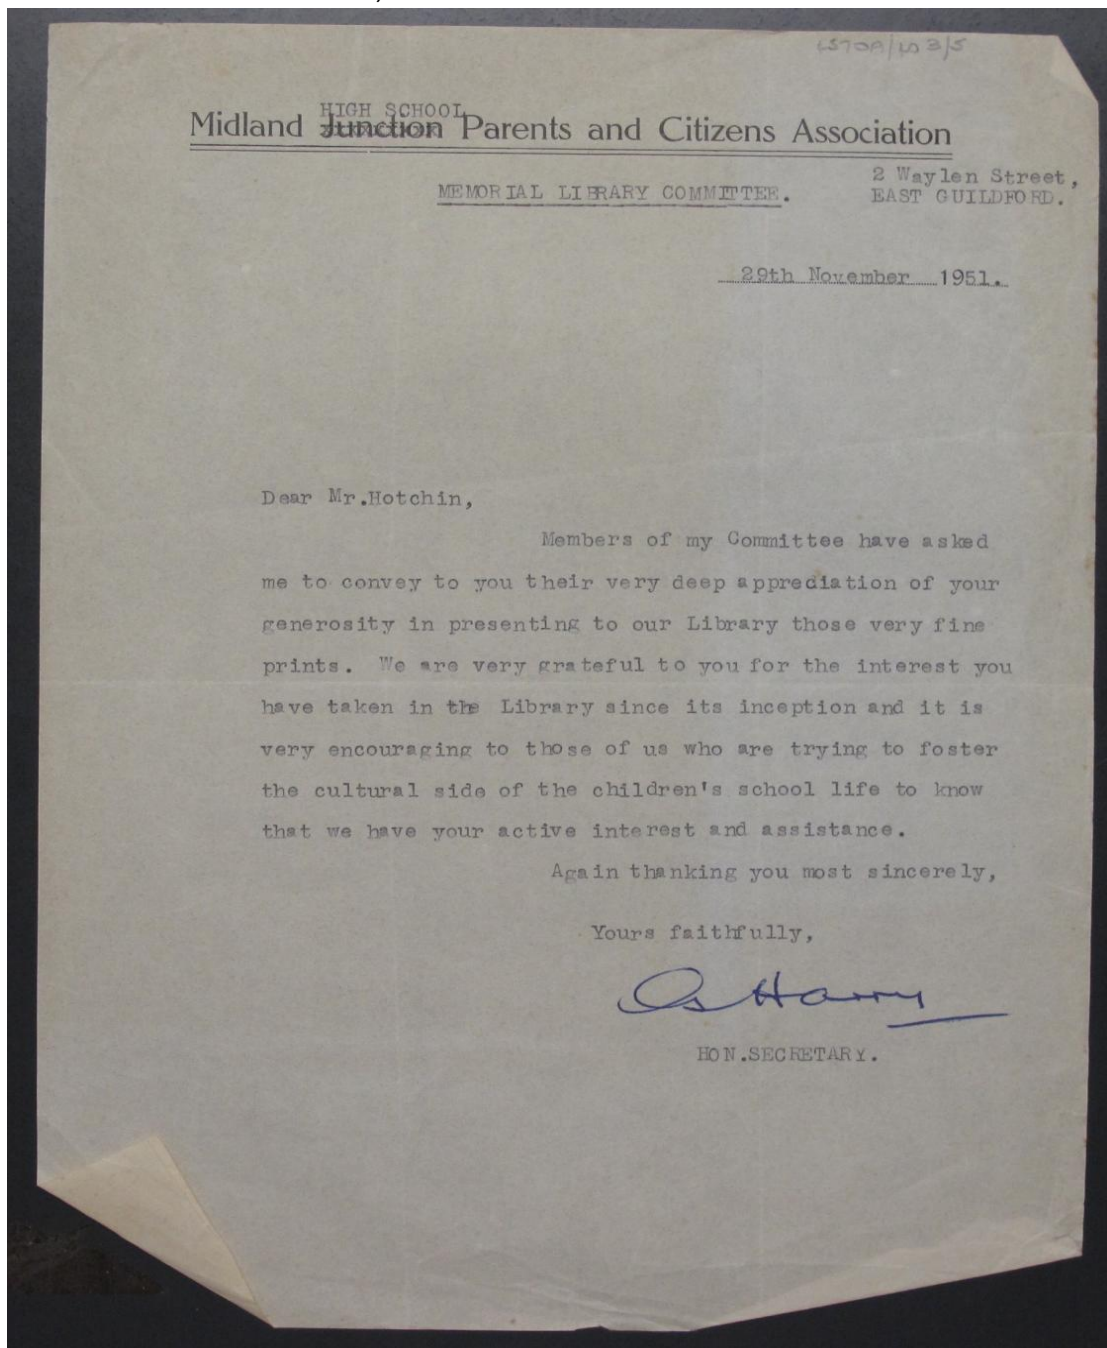 HIGH SCHOOL
Midland Junction Parents and Citizens Association
2 Waylen Street,
MEMORIAL LIBRARY COMMITTEE.
EAST GUILDFORD.
29th November 1951.
Dear Mr.Hotchin,
Members of my Committee have asked
me to convey to you their very deep apprediation of your
generosity in presenting to our Library those very fine
prints. We are very grateful to you for the interest you
have taken in the Library since its inception and it is
very encouraging to those of us who are trying to foster
the cultural side of the children's school life to know
that we have your active interest and assistance.
Again thanking you most sincerely,
Yours faithfully,
Harry
HON.SECRETARY.